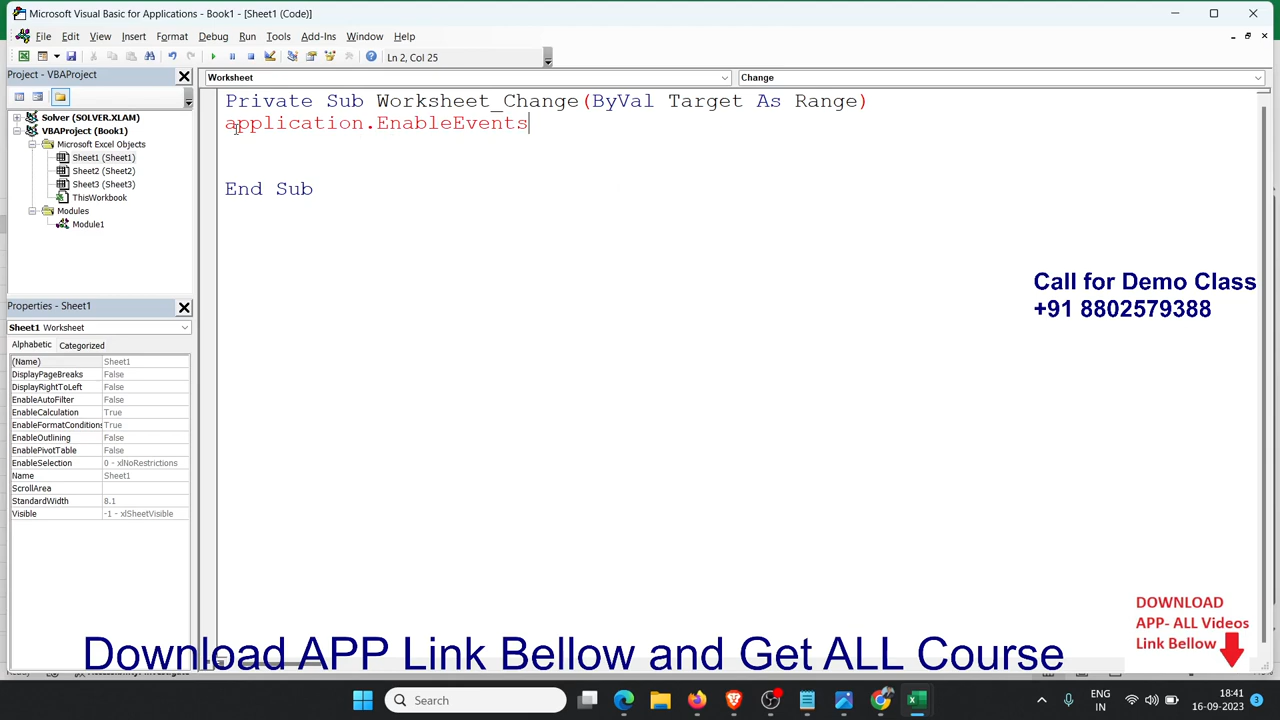 Microsoft Visual Basic for Applications - Book1 - [Sheet1 (Code)]
File Edit View Insert Format Debug Run Tools Add-Ins Window Help
Ln 2, Col 25
Project - VBAProject
Worksheet
Change
Solver (SOLVER.XLAM)
VBAProject (Book1)
Microsoft Excel Objects
Sheet1 (Sheet1)
Sheet2 (Sheet2)
Sheet3 (Sheet3)
ThisWorkbook
Modules
Module1
Private Sub Worksheet_Change(ByVal Target As Range)
application.EnableEvents
End Sub
Properties - Sheet1
Sheet1 Worksheet
Alphabetic Categorized
(Name) Sheet1
DisplayPageBreaks False
DisplayRightToLeft False
EnableAutoFilter False
EnableCalculation True
EnableFormatConditions True
EnableOutlining False
EnablePivotTable False
EnableSelection 0 - xlNoRestrictions
Name Sheet1
ScrollArea
StandardWidth 8.1
Visible -1 - xlSheetVisible
Call for Demo Class
+91 8802579388
DOWNLOAD
APP- ALL Videos
Link Bellow
Download APP Link Bellow and Get ALL Course
Search
ENG
IN
18:41
16-09-2023
3